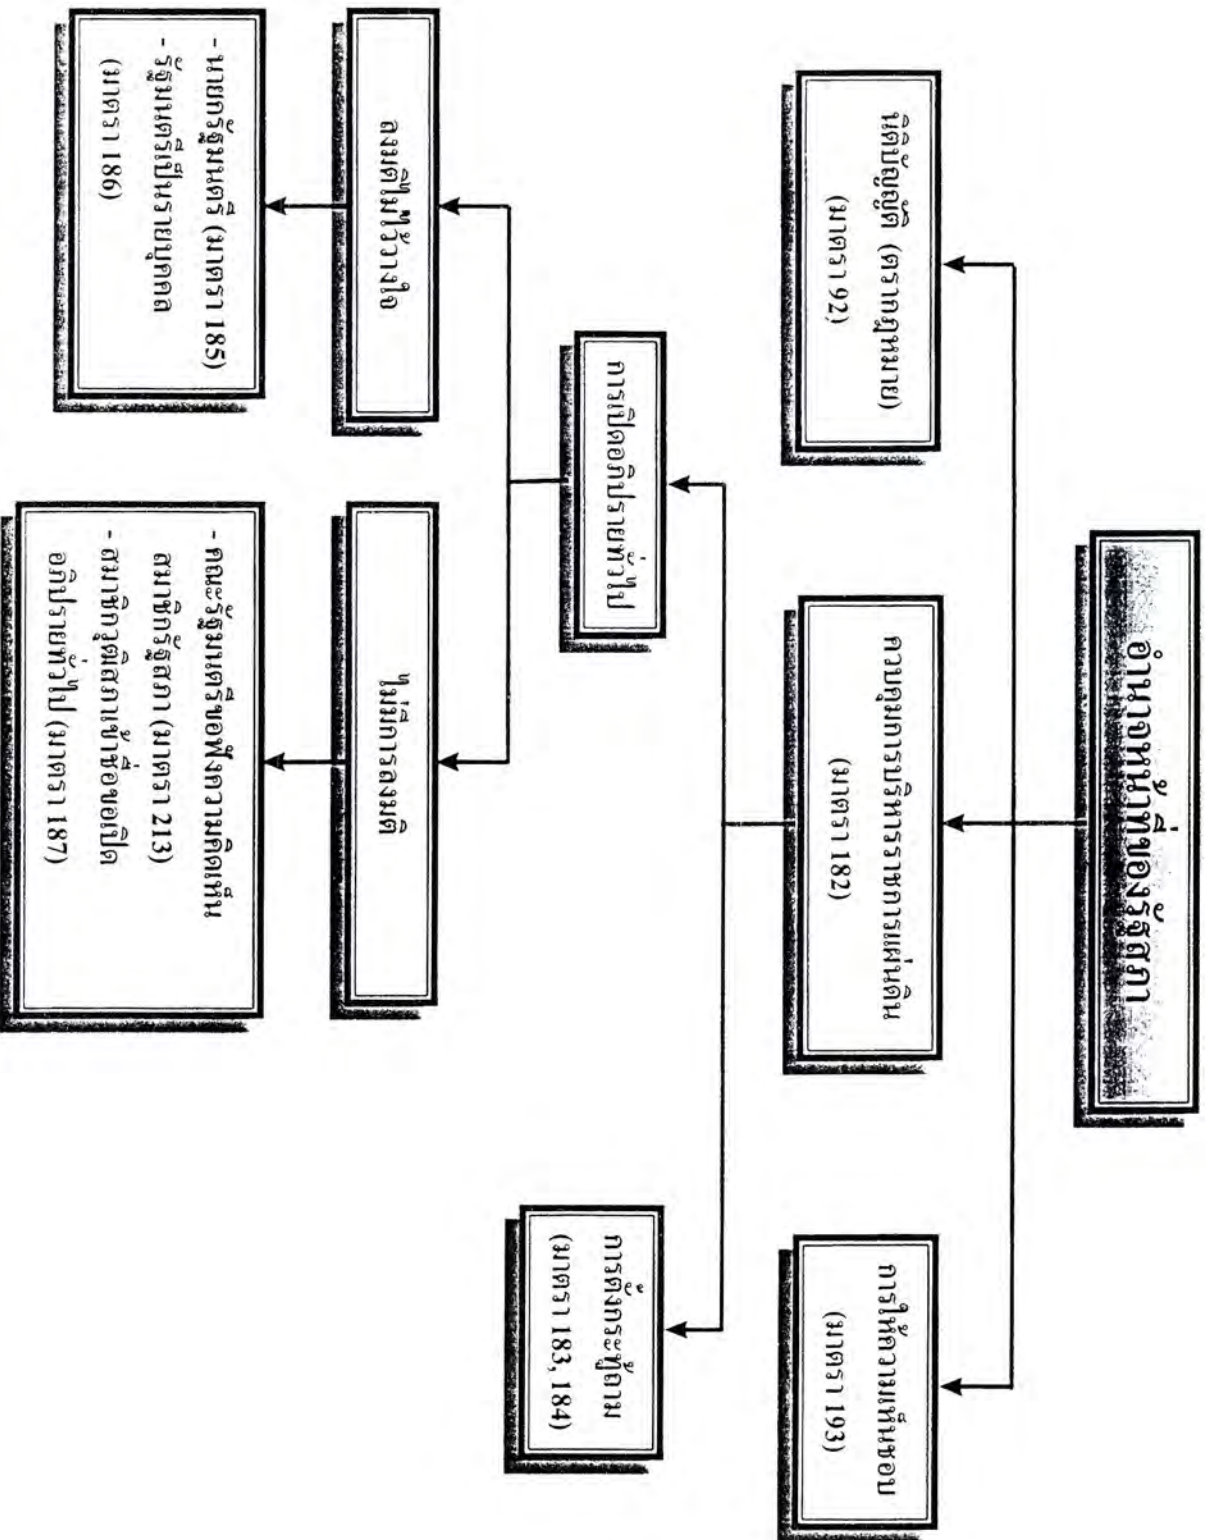 อำนาจหน้าที่ของรัฐสภา
นิติบัญญัติ (ตรากฎหมาย)
(มาตรา 92)
ควบคุมการบริหารราชการแผ่นดิน
(มาตรา 182)
การให้ความเห็นชอบ
(มาตรา 193)
การเปิดอภิปรายทั่วไป
การตั้งกระทู้ถาม
(มาตรา 183, 184)
ลงมติไม่ไว้วางใจ
ไม่มีการลงมติ
- นายกรัฐมนตรี (มาตรา 185)
- รัฐมนตรีเป็นรายบุคคล
(มาตรา 186)
- คณะรัฐมนตรีขอฟังความคิดเห็น
สมาชิกรัฐสภา (มาตรา 213)
- สมาชิกวุฒิสภาเข้าชื่อขอเปิด
อภิปรายทั่วไป (มาตรา 187)